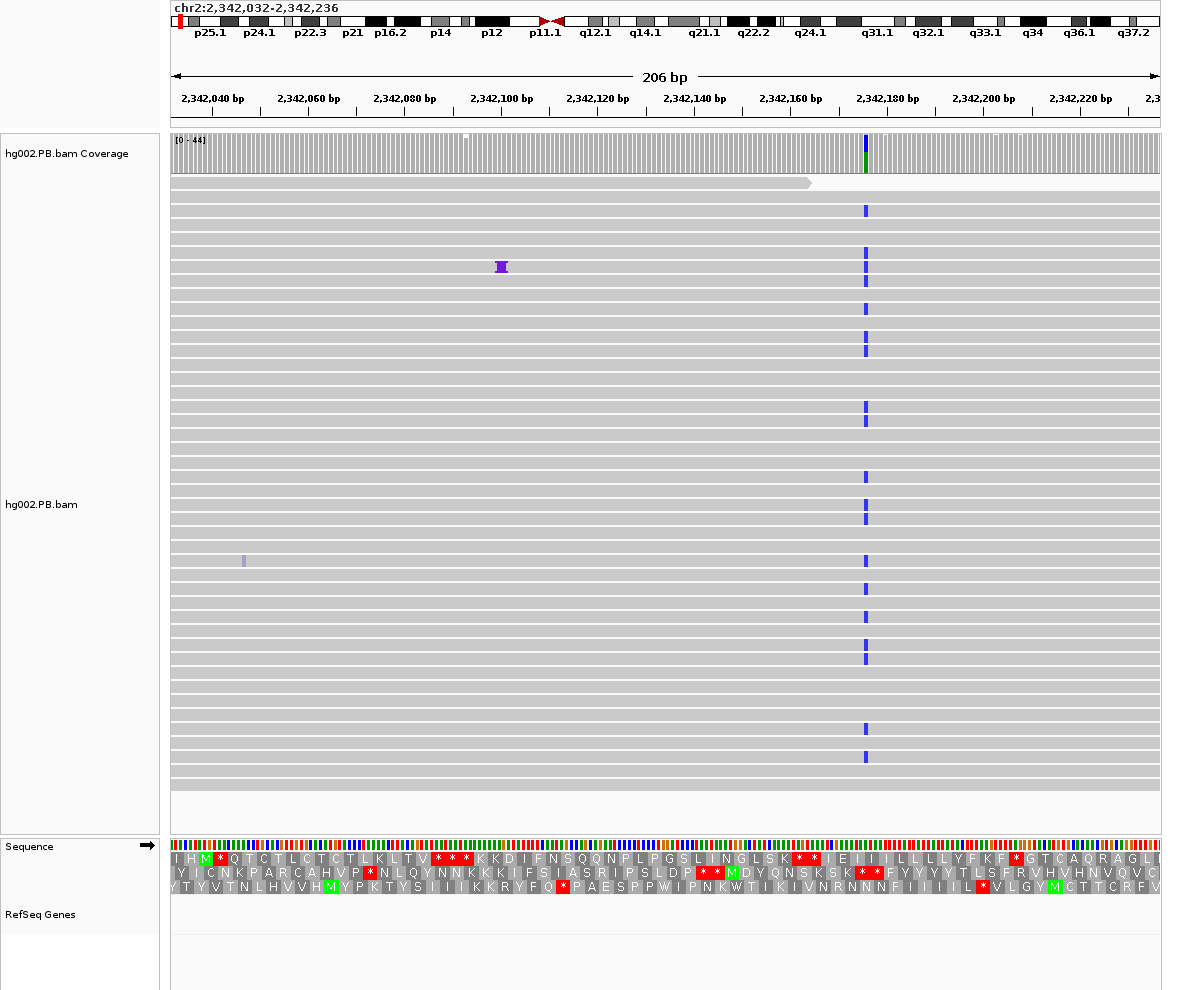 chr2:2,342,032-2,342,236
p25.1 p24.1 p22.3 p21 p16.2 p14 p12 p11.1 q12.1 q14.1 q21.1 q22.2 q24.1 q31.1 q32.1 q33.1 q34 q36.1 q37.2
206 bp
2,342,040 bp 2,342,060 bp 2,342,080 bp 2,342,100 bp 2,342,120 bp 2,342,140 bp 2,342,160 bp 2,342,180 bp 2,342,200 bp 2,342,220 bp 2,3
[0 - 44]
hg002.PB.bam Coverage
hg002.PB.bam
Sequence
I H M * Q T C T L C T C T L K L T V * * * K K D I F N S Q Q N P L P G S L I N G L S K * * I E I I I L L L L Y F K F * G T C A Q R A G L I
Y I C N K P A R C A H V P * N L Q Y N N K K K I F S I A S R I P S L D P * * M D Y Q N S K S K * * F Y Y Y Y T L S F R V H V H N V Q V C
Y T Y V T N L H V V H M Y P K T Y S I I I K K R Y F Q * P A E S P P W I P N K W T I K I V N R N N N F I I I I L * V L G Y M C T T C R F V
RefSeq Genes